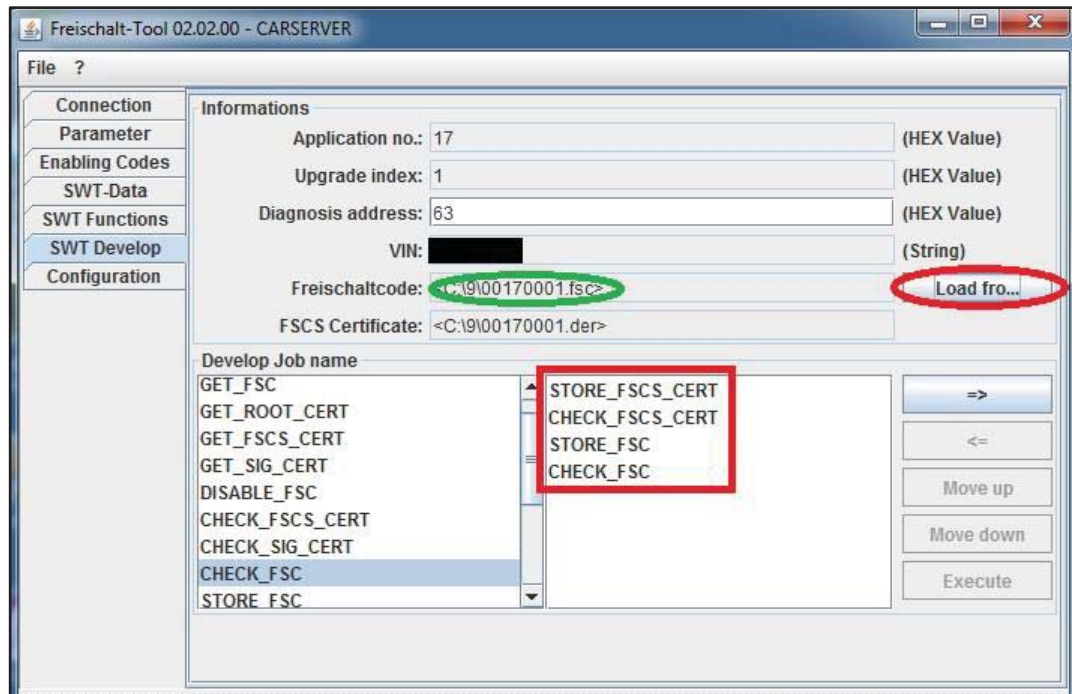 Freischalt-Tool 02.02.00 - CARSERVER
File ?
Connection
Parameter
Enabling Codes
SWT-Data
SWT Functions
SWT Develop
Configuration
Informations
Application no.: 17 (HEX Value)
Upgrade index: 1 (HEX Value)
Diagnosis address: 63 (HEX Value)
VIN: (String)
Freischaltcode: <C:\9\00170001.fsc> Load fro...
FSCS Certificate: <C:\9\00170001.der>
Develop Job name
GET_FSC
GET_ROOT_CERT
GET_FSCS_CERT
GET_SIG_CERT
DISABLE_FSC
CHECK_FSCS_CERT
CHECK_SIG_CERT
CHECK_FSC
STORE_FSC
STORE_FSCS_CERT
CHECK_FSCS_CERT
STORE_FSC
CHECK_FSC
=>
<=
Move up
Move down
Execute